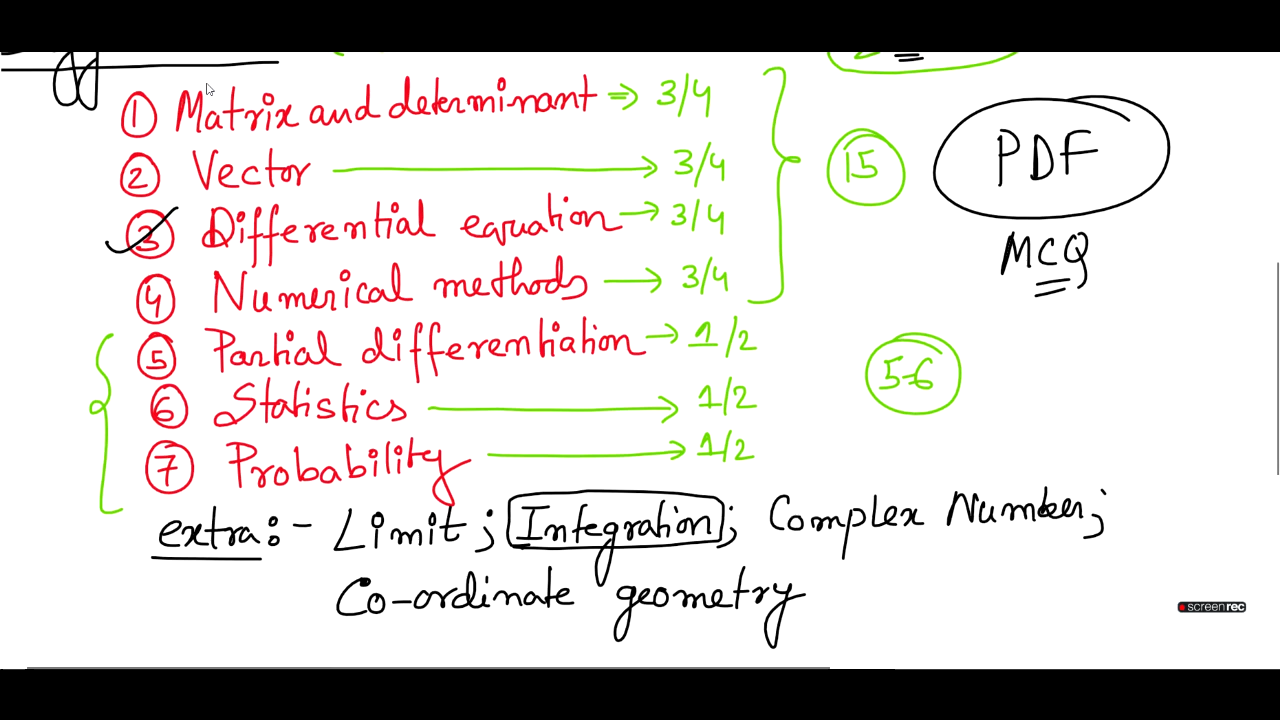 ① Matrix and determinant ⇒ 3/4
② Vector → 3/4
③ Differential equation → 3/4
④ Numerical methods → 3/4
15
PDF
MCQ
⑤ Partial differentiation → 1/2
⑥ Statistics → 1/2
⑦ Probability → 1/2
5-6
extra:- Limit; Integration; Complex Number;
Co-ordinate geometry
screenrec